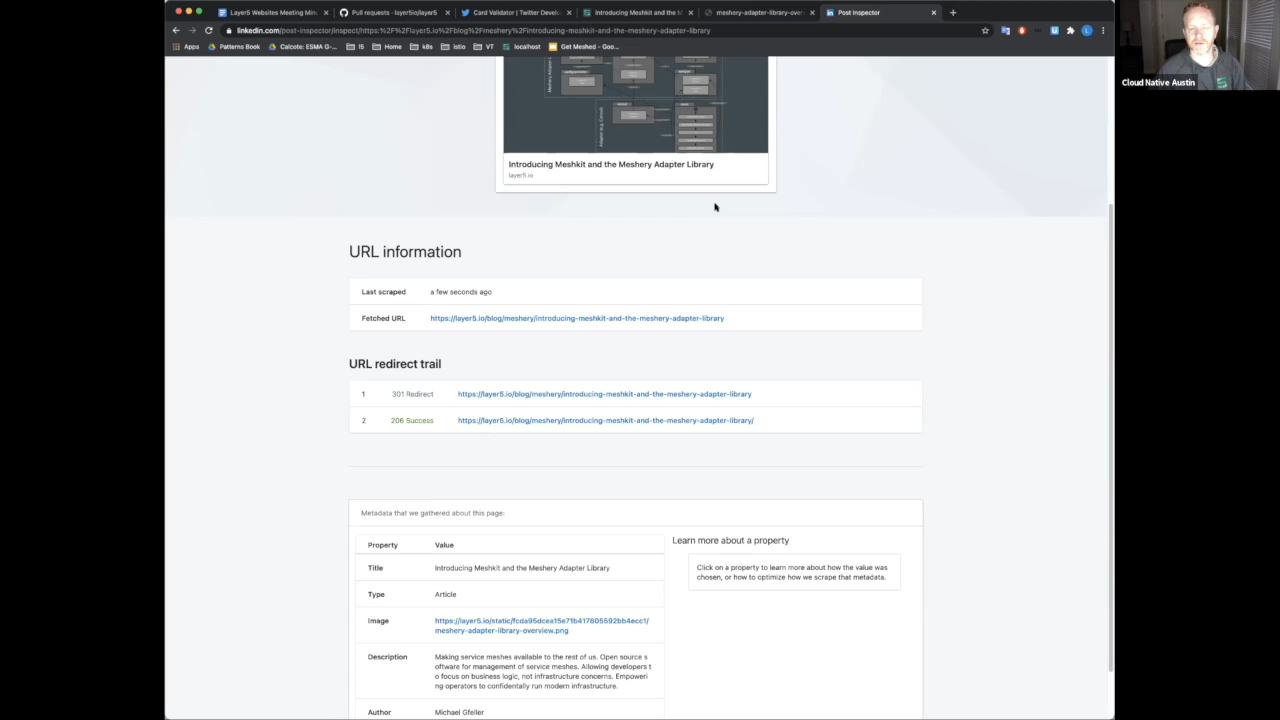 Layer5 Websites Meeting Minu
Pull requests · layer5io/layer5
Card Validator | Twitter Develo
Introducing Meshkit and the M
meshery-adapter-library-over
Post Inspector
linkedin.com/post-inspector/inspect/https:%2F%2Flayer5.io%2Fblog%2Fmeshery%2Fintroducing-meshkit-and-the-meshery-adapter-library
Apps
Patterns Book
Calcote: ESMA G-...
l5
Home
k8s
istio
VT
localhost
Get Meshed - Goo...
Cloud Native Austin
Introducing Meshkit and the Meshery Adapter Library
layer5.io
URL information
Last scraped a few seconds ago
Fetched URL https://layer5.io/blog/meshery/introducing-meshkit-and-the-meshery-adapter-library
URL redirect trail
1 301 Redirect https://layer5.io/blog/meshery/introducing-meshkit-and-the-meshery-adapter-library
2 206 Success https://layer5.io/blog/meshery/introducing-meshkit-and-the-meshery-adapter-library/
Metadata that we gathered about this page:
Property Value
Title Introducing Meshkit and the Meshery Adapter Library
Type Article
Image https://layer5.io/static/fcda95dcea15e71b417805592bb4ecc1/
meshery-adapter-library-overview.png
Description Making service meshes available to the rest of us. Open source s
oftware for management of service meshes. Allowing developers t
o focus on business logic, not infrastructure concerns. Empoweri
ng operators to confidentally run modern infrastructure.
Author Michael Gfeller
Learn more about a property
Click on a property to learn more about how the value was
chosen, or how to optimize how we scrape that metadata.